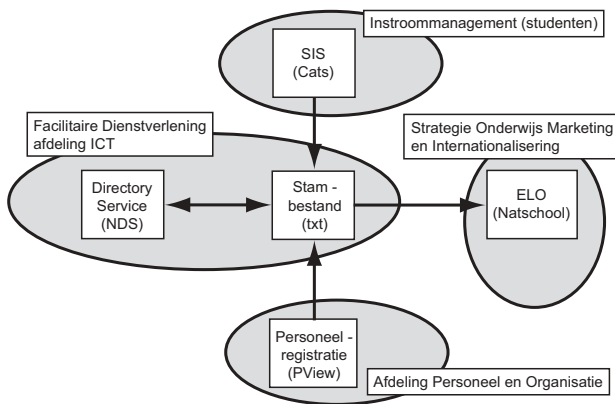 Instroommanagement (studenten)
SIS
(Cats)
Facilitaire Dienstverlening
afdeling ICT
Strategie Onderwijs Marketing
en Internationalisering
Directory
Service
(NDS)
Stam -
bestand
(txt)
ELO
(Natschool)
Personeel -
registratie
(PView)
Afdeling Personeel en Organisatie